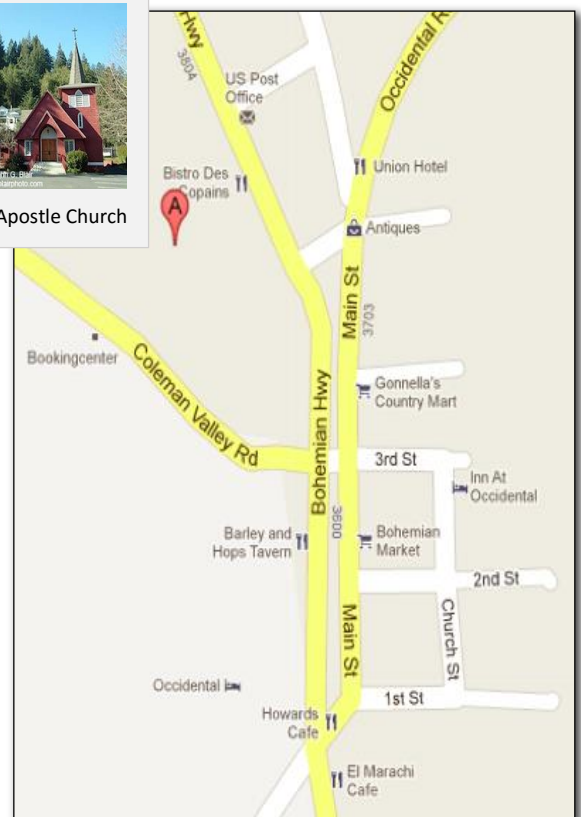 Apostle Church
Hwy
3804
Occidental R
US Post
Office
Bistro Des
Copains
A
Union Hotel
Antiques
Main St
3703
Bookingcenter
Coleman Valley Rd
Bohemian Hwy
Gonnella's
Country Mart
3rd St
Inn At
Occidental
3600
Barley and
Hops Tavern
Bohemian
Market
2nd St
Church St
Main St
Occidental
1st St
Howards
Cafe
El Marachi
Cafe